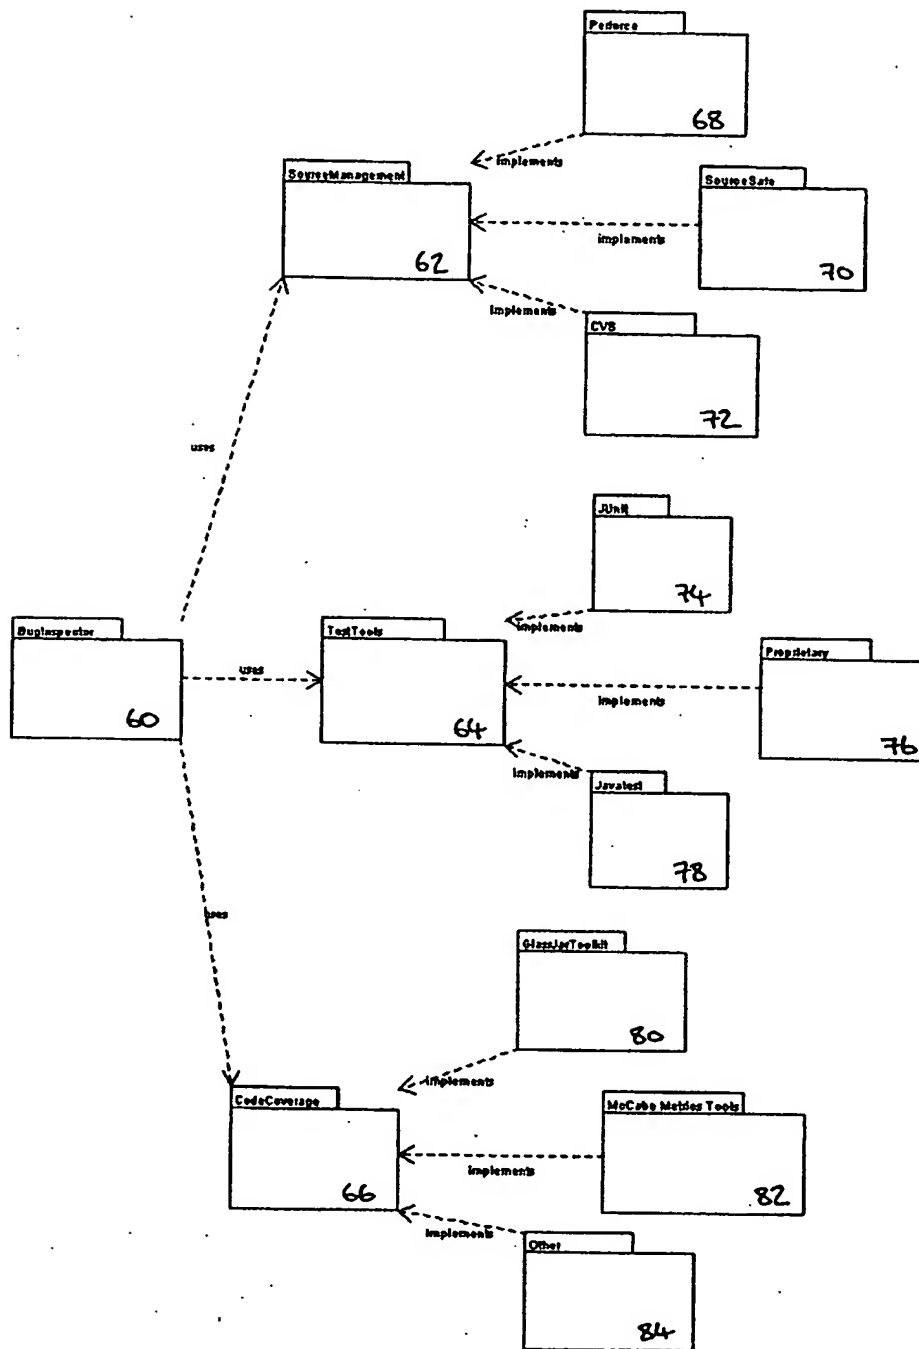 Perforce
68
implements
SourceManagement
62
SourceSafe
implements
70
implements
CVS
72
uses
JUnit
74
implements
BugInspector
60
uses
TestTools
64
Proprietary
implements
76
implements
Javatest
78
uses
GlassJarToolkit
80
implements
CodeCoverage
66
McCabe Metrics Tools
implements
82
implements
Other
84